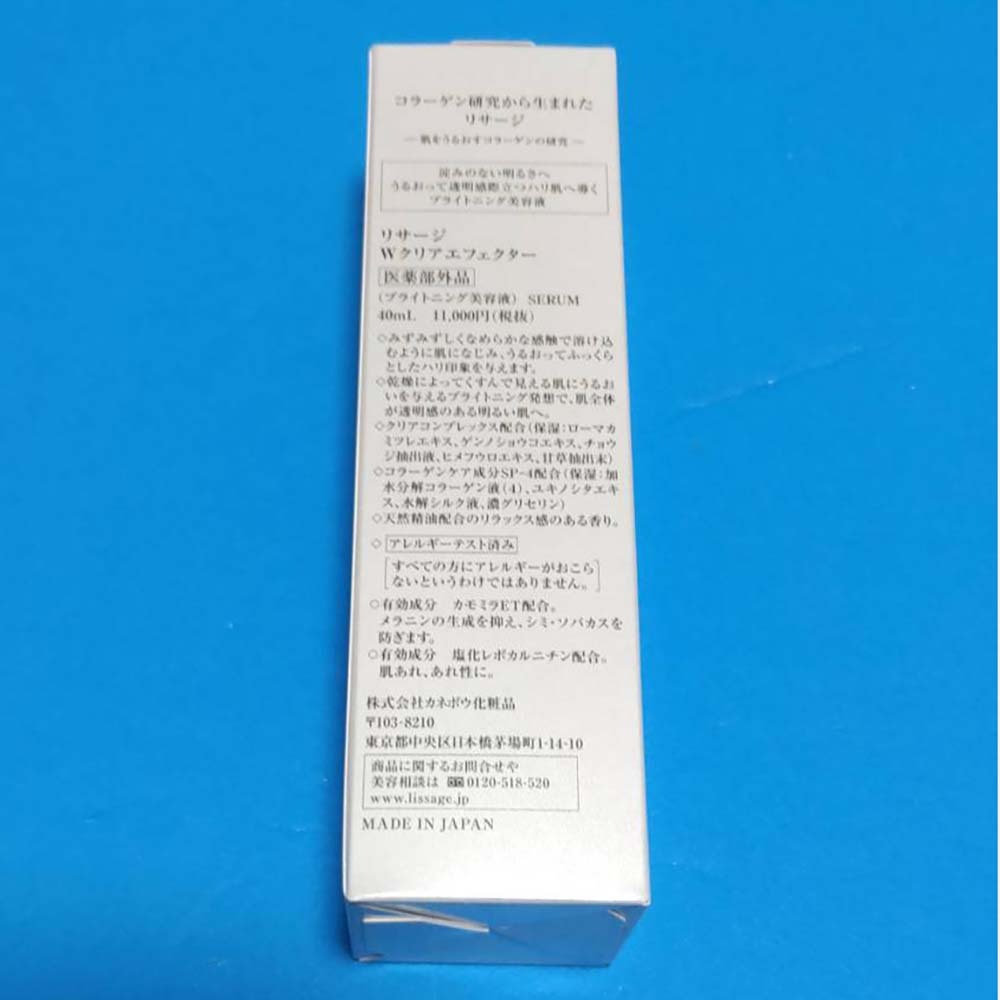 コラーゲン研究から生まれた
リサージ
― 肌をうるおすコラーゲンの研究 ―
淀みのない明るさへ
うるおって透明感際立つハリ肌へ導く
ブライトニング美容液
リサージ
Wクリアエフェクター
医薬部外品
(ブライトニング美容液) SERUM
40mL 11,000円(税抜)
◇みずみずしくなめらかな感触で溶け込
むように肌になじみ、うるおってふっくら
としたハリ印象を与えます。
◇乾燥によってくすんで見える肌にうるお
いを与えるブライトニング発想で、肌全体
が透明感のある明るい肌へ。
◇クリアコンプレックス配合(保湿:ローマカ
ミツレエキス、ゲンノショウコエキス、チョウ
ジ抽出液、ヒメフウロエキス、甘草抽出末)
◇コラーゲンケア成分SP-4配合(保湿:加
水分解コラーゲン液(4)、ユキノシタエキ
ス、水解シルク液、濃グリセリン)
◇天然精油配合のリラックス感のある香り。
◇アレルギーテスト済み
[すべての方にアレルギーがおこら
ないというわけではありません。]
○有効成分 カモミラET配合。
メラニンの生成を抑え、シミ・ソバカスを
防ぎます。
○有効成分 塩化レボカルニチン配合。
肌あれ、あれ性に。
株式会社カネボウ化粧品
〒103-8210
東京都中央区日本橋茅場町1-14-10
商品に関するお問合せや
美容相談は 0120-518-520
www.lissage.jp
MADE IN JAPAN